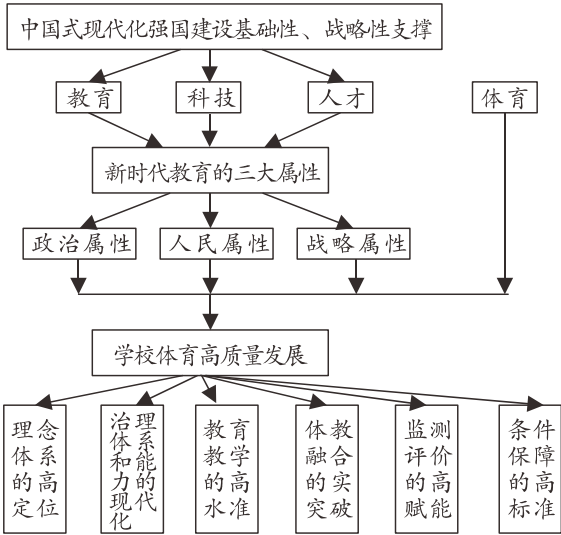 中国式现代化强国建设基础性、战略性支撑
教育
科技
人才
体育
新时代教育的三大属性
政治属性
人民属性
战略属性
学校体育高质量发展
理念
体系
的高
定位
治理
体系
和能
力的
现代
化
教育
教学
的高
水准
体教
融合
的实
突破
监测
评价
的高
赋能
条件
保障
的高
标准